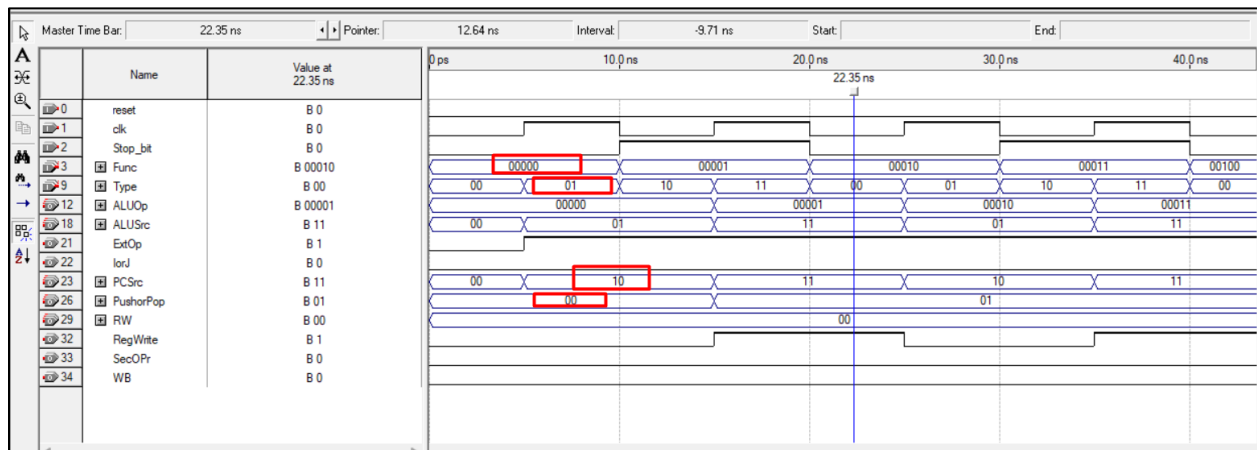 Master Time Bar: 22.35 ns Pointer: 12.64 ns Interval: -9.71 ns Start: End:
Name Value at 22.35 ns 0 ps 10.0 ns 20.0 ns 30.0 ns 40.0 ns
22.35 ns
0 reset B 0
1 clk B 0
2 Stop_bit B 0
3 Func B 00010 00000 00001 00010 00011 00100
9 Type B 00 00 01 10 11 00 01 10 11 00
12 ALUOp B 00001 00000 00001 00010 00011
18 ALUSrc B 11 00 01 11 01 11
21 ExtOp B 1
22 IorJ B 0
23 PCSrc B 11 00 10 11 10 11
26 PushorPop B 01 00 01
29 RW B 00 00
32 RegWrite B 1
33 SecOPr B 0
34 WB B 0